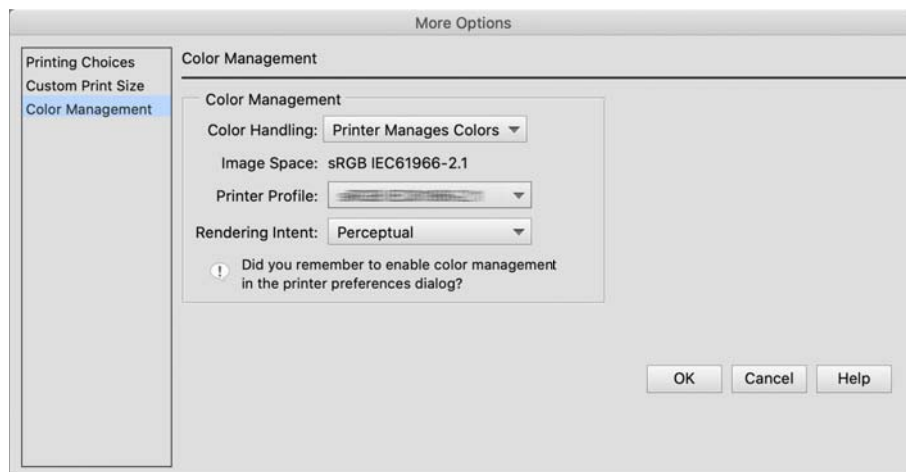 More Options
Printing Choices
Custom Print Size
Color Management
Color Management
Color Management
Color Handling: Printer Manages Colors
Image Space: sRGB IEC61966-2.1
Printer Profile:
Rendering Intent: Perceptual
! Did you remember to enable color management
in the printer preferences dialog?
OK Cancel Help